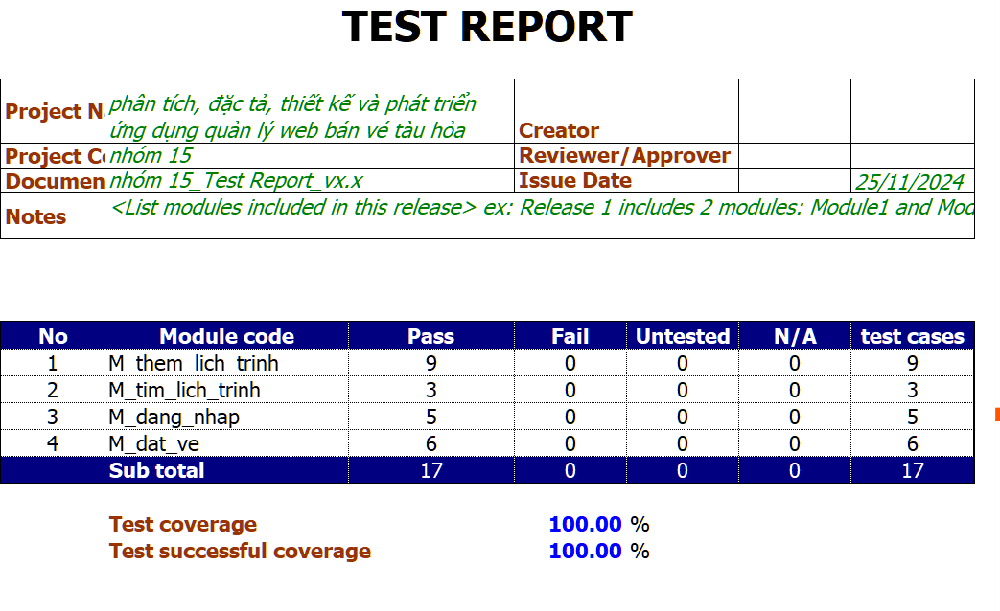 TEST REPORT
Project N phân tích, đặc tả, thiết kế và phát triển
ứng dụng quản lý web bán vé tàu hỏa Creator
Project Co nhóm 15 Reviewer/Approver
Documen nhóm 15_Test Report_vx.x Issue Date 25/11/2024
Notes <List modules included in this release> ex: Release 1 includes 2 modules: Module1 and Mod
No Module code Pass Fail Untested N/A test cases
1 M_them_lich_trinh 9 0 0 0 9
2 M_tim_lich_trinh 3 0 0 0 3
3 M_dang_nhap 5 0 0 0 5
4 M_dat_ve 6 0 0 0 6
Sub total 17 0 0 0 17
Test coverage 100.00 %
Test successful coverage 100.00 %